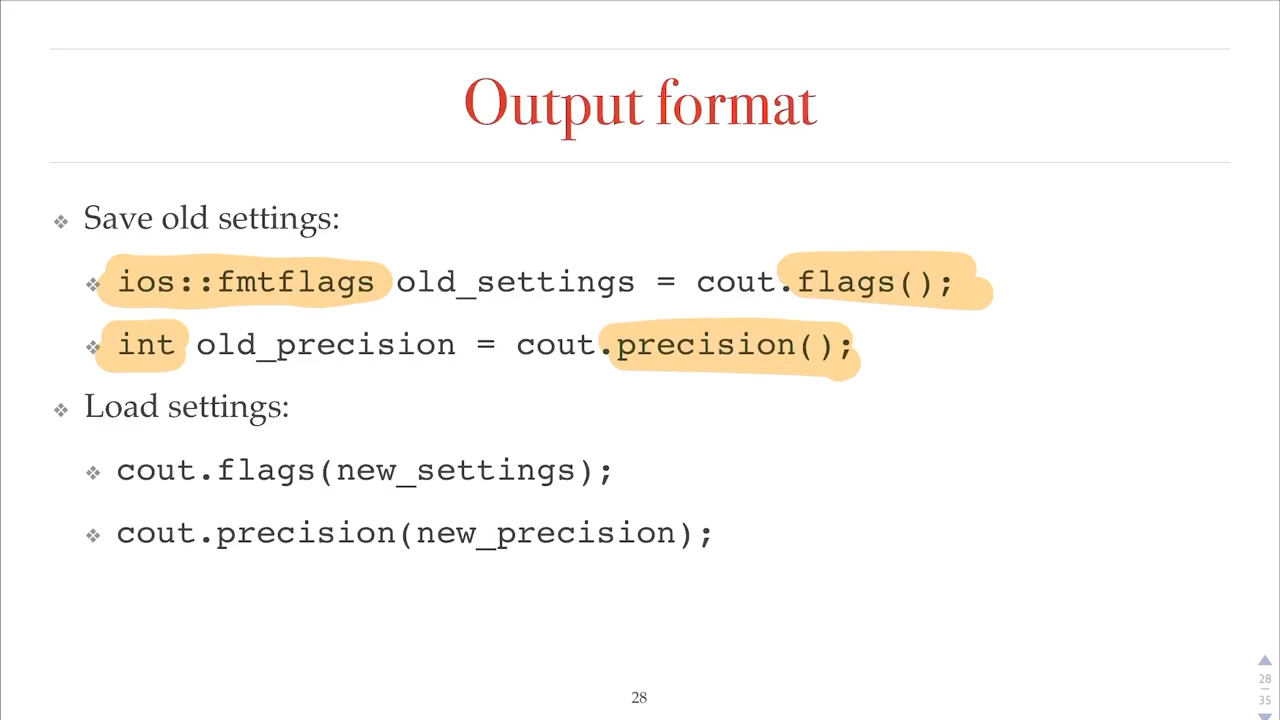 Output format
Save old settings:
ios::fmtflags old_settings = cout.flags();
int old_precision = cout.precision();
Load settings:
cout.flags(new_settings);
cout.precision(new_precision);
28
28
35